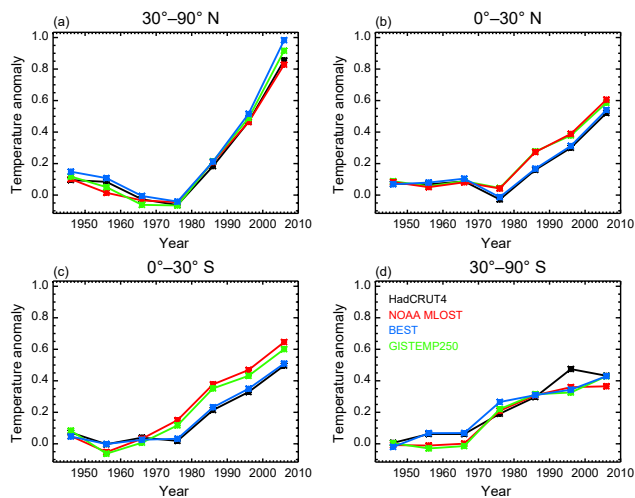 (a) 30°–90° N
Temperature anomaly
1.0
0.8
0.6
0.4
0.2
0.0
1950 1960 1970 1980 1990 2000 2010
Year
(b) 0°–30° N
Temperature anomaly
1.0
0.8
0.6
0.4
0.2
0.0
1950 1960 1970 1980 1990 2000 2010
Year
(c) 0°–30° S
Temperature anomaly
1.0
0.8
0.6
0.4
0.2
0.0
1950 1960 1970 1980 1990 2000 2010
Year
(d) 30°–90° S
Temperature anomaly
1.0
0.8
0.6
0.4
0.2
0.0
HadCRUT4
NOAA MLOST
BEST
GISTEMP250
1950 1960 1970 1980 1990 2000 2010
Year